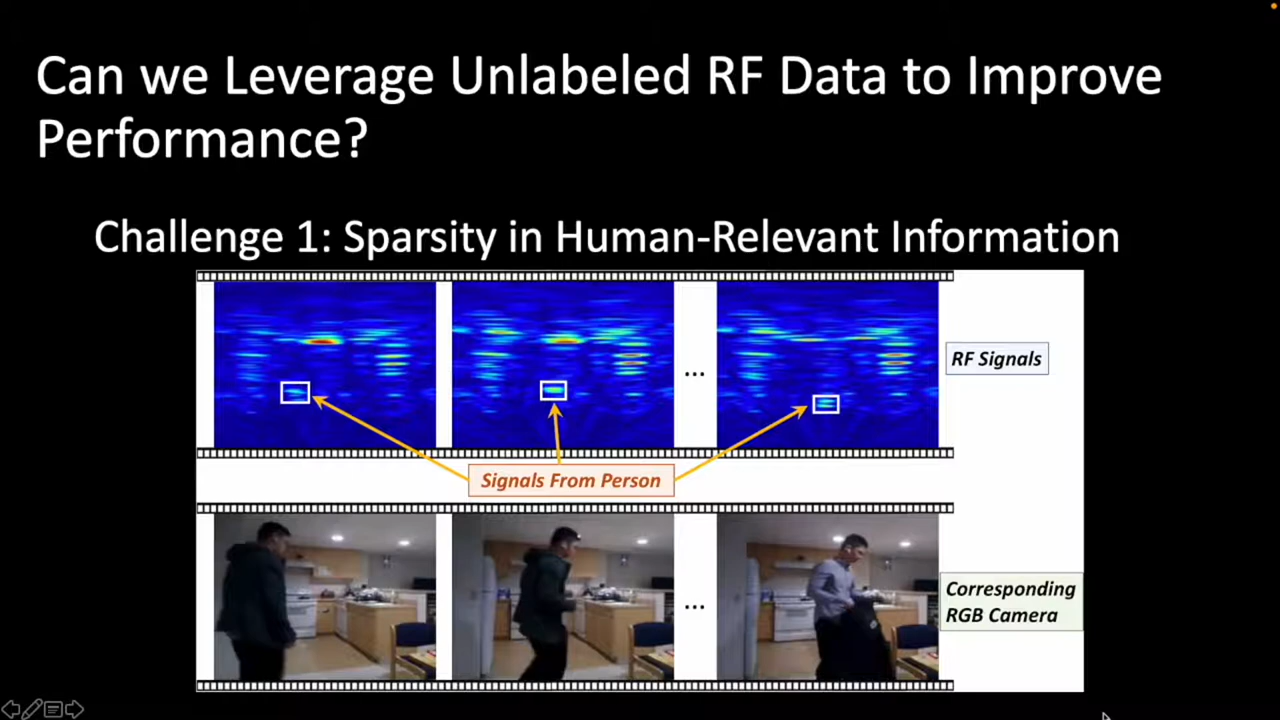 Can we Leverage Unlabeled RF Data to Improve
Performance?
Challenge 1: Sparsity in Human-Relevant Information
RF Signals
...
Signals From Person
...
Corresponding
RGB Camera